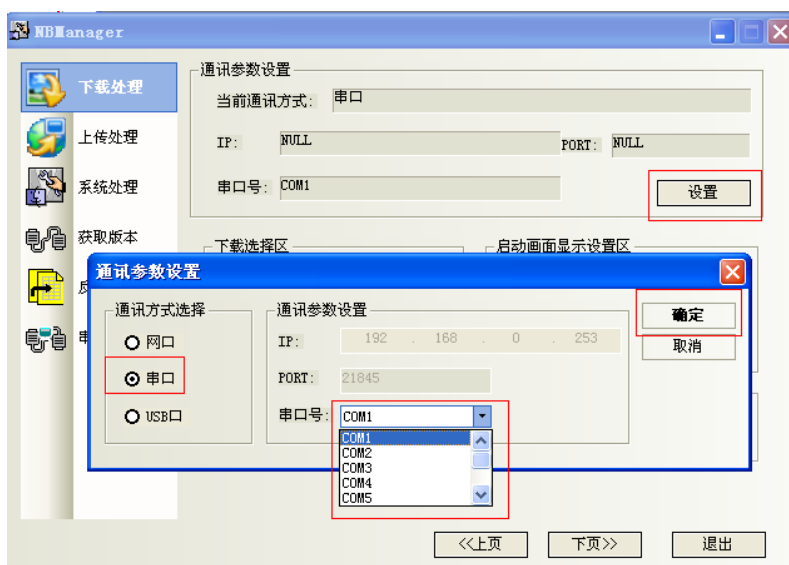 NBManager
下载处理
上传处理
系统处理
获取版本
通讯参数设置
当前通讯方式: 串口
IP: NULL PORT: NULL
串口号: COM1
设置
下载选择区 启动画面显示设置区
通讯参数设置
通讯方式选择
网口
串口
USB口
通讯参数设置
IP: 192 . 168 . 0 . 253
PORT: 21845
串口号: COM1
COM1
COM2
COM3
COM4
COM5
确定
取消
<<上页 下页>> 退出